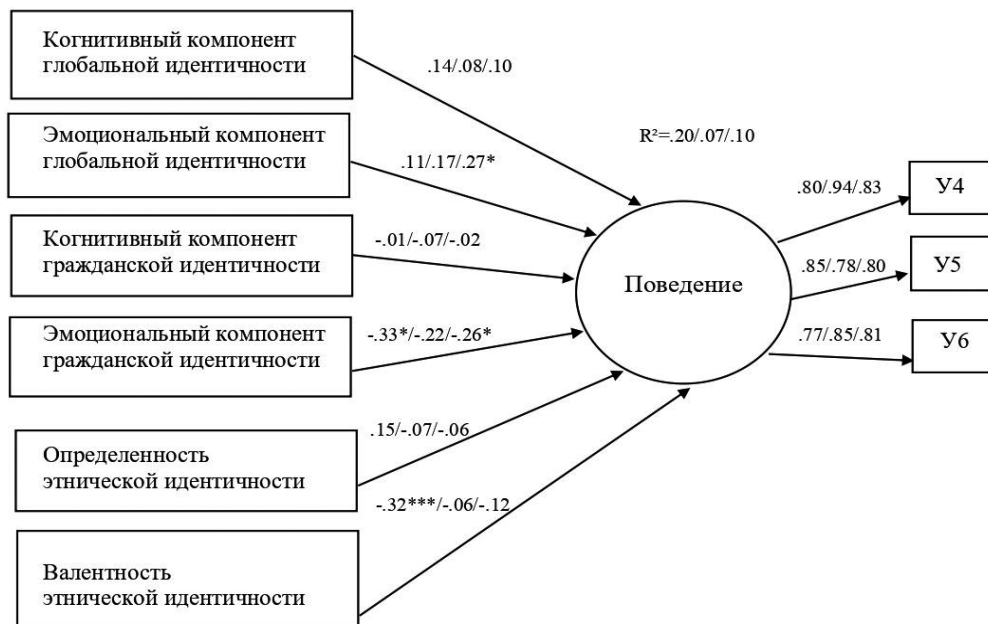 Когнитивный компонент
глобальной идентичности
.14/.08/.10
Эмоциональный компонент
глобальной идентичности
.11/.17/.27*
Когнитивный компонент
гражданской идентичности
-.01/-.07/-.02
Эмоциональный компонент
гражданской идентичности
-.33*/-.22/-.26*
Определенность
этнической идентичности
.15/-.07/-.06
Валентность
этнической идентичности
-.32***/-.06/-.12
R²=.20/.07/.10
Поведение
.80/.94/.83
У4
.85/.78/.80
У5
.77/.85/.81
У6